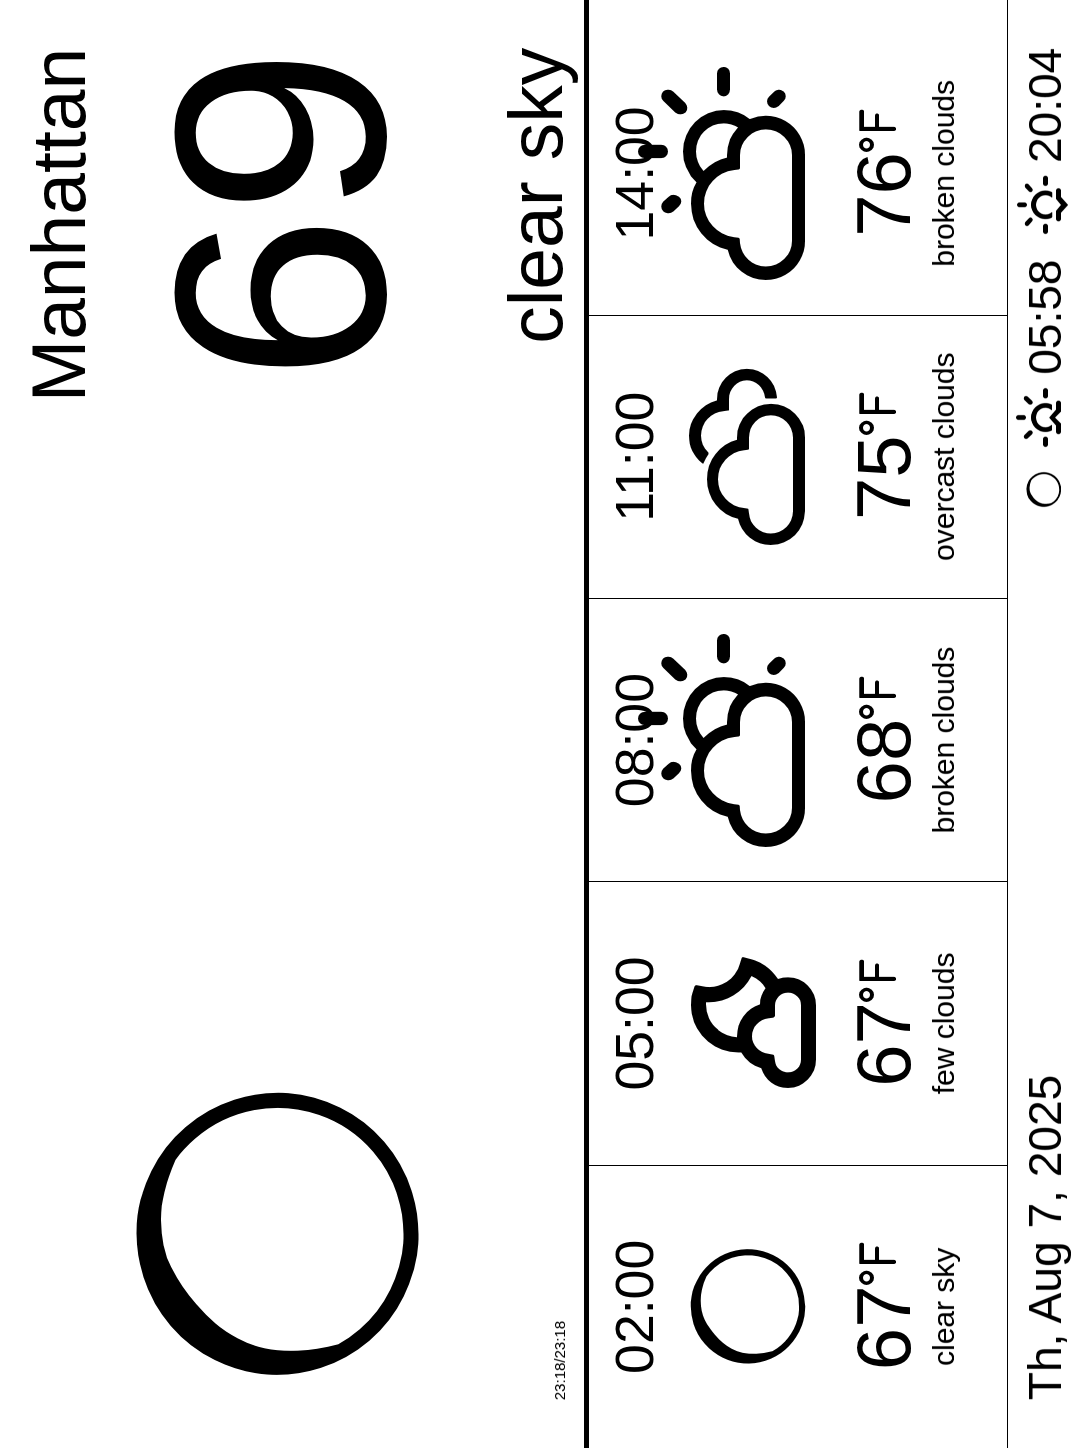 Manhattan
69
clear sky
23:18/23:18
02:00
67°F
clear sky
05:00
67°F
few clouds
08:00
68°F
broken clouds
11:00
75°F
overcast clouds
14:00
76°F
broken clouds
Th, Aug 7, 2025
05:58
20:04